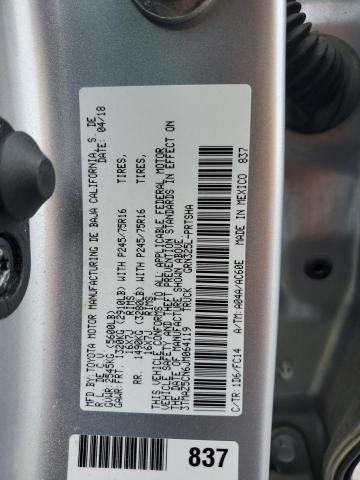 MFD.BY: TOYOTA MOTOR MANUFACTURING DE BAJA CALIFORNIA, S. DE
R.L. DE DATE: 04/18
GVWR: 2545KG (5600LB)
GAWR: FRT. 1320KG (2910LB) WITH P245/75R16 TIRES,
16X7J RIMS
RR. 1490KG (3280LB) WITH P245/75R16 TIRES,
16X7J RIMS
THIS VEHICLE CONFORMS TO ALL APPLICABLE FEDERAL MOTOR
VEHICLE SAFETY AND THEFT PREVENTION STANDARDS IN EFFECT ON
THE DATE OF MANUFACTURE SHOWN ABOVE.
3TMAZ5CN6JM064119 TRUCK GRN325L-PRTSHA
C/TR:1D6/FC14 A/TM:A04A/AC60E MADE IN MEXICO 837
837